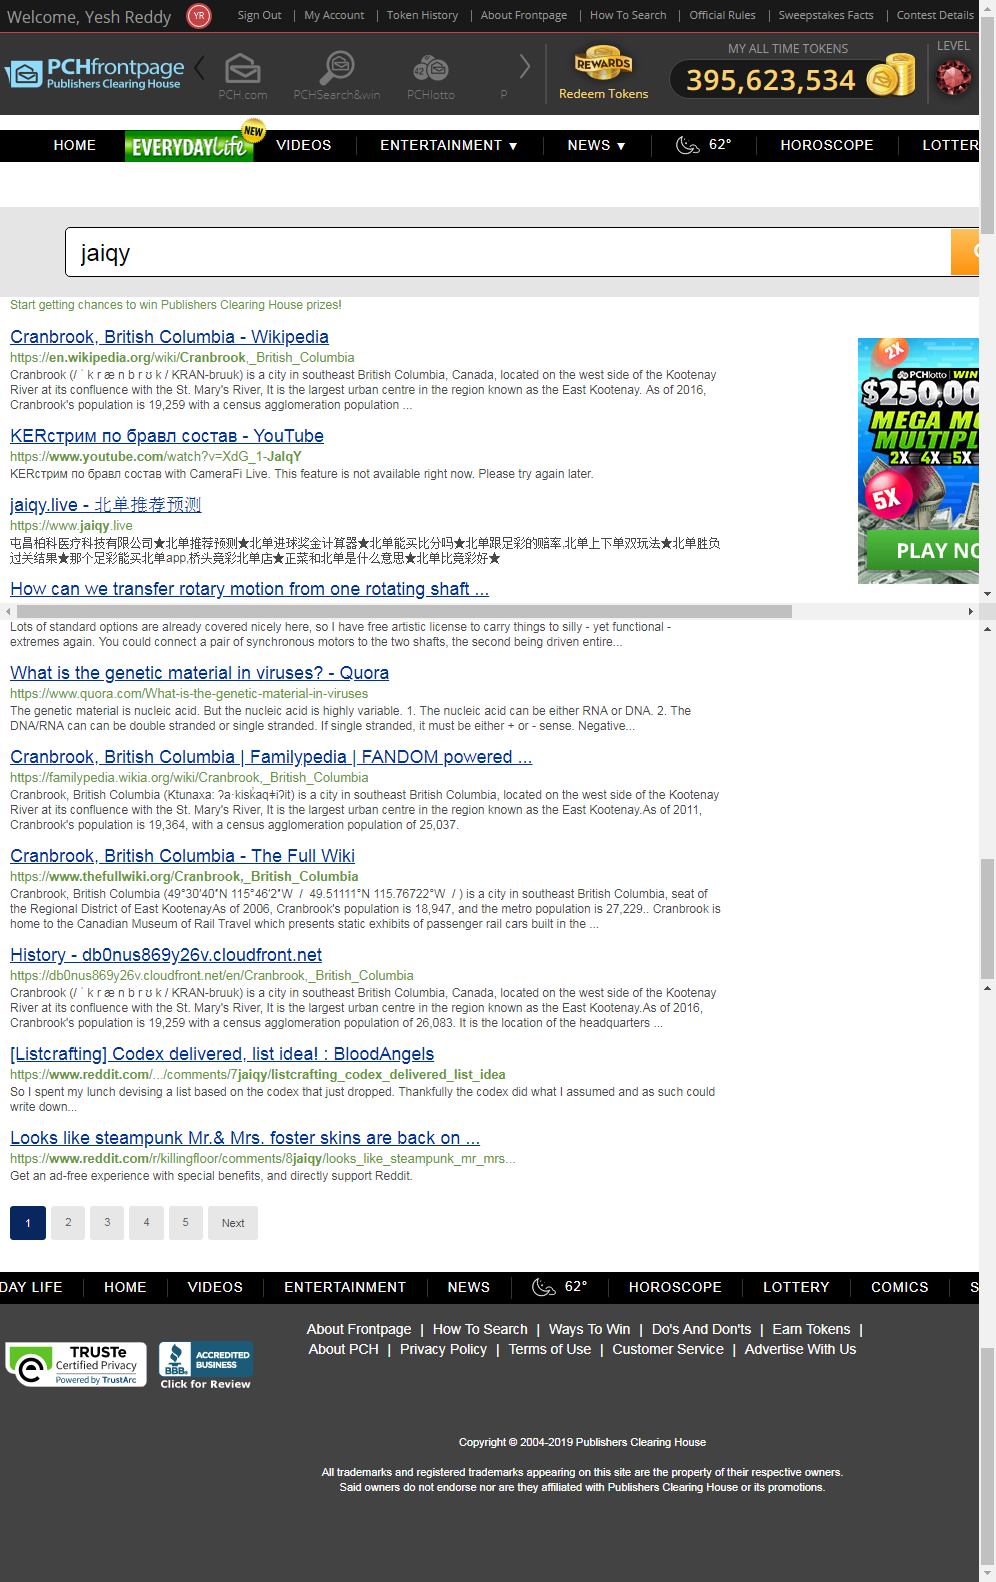 Welcome, Yesh Reddy YR Sign Out | My Account | Token History | About Frontpage | How To Search | Official Rules | Sweepstakes Facts | Contest Details
PCHfrontpage
Publishers Clearing House
PCH.com PCHSearch&win 42 PCHlotto P
REWARDS
Redeem Tokens
MY ALL TIME TOKENS
395,623,534
LEVEL
HOME EVERYDAY Life NEW VIDEOS ENTERTAINMENT ▼ NEWS ▼ 62° HOROSCOPE LOTTER
jaiqy
Start getting chances to win Publishers Clearing House prizes!
Cranbrook, British Columbia - Wikipedia
https://en.wikipedia.org/wiki/Cranbrook,_British_Columbia
Cranbrook (/ ˈ k r æ n b r ʊ k / KRAN-bruuk) is a city in southeast British Columbia, Canada, located on the west side of the Kootenay
River at its confluence with the St. Mary's River, It is the largest urban centre in the region known as the East Kootenay. As of 2016,
Cranbrook's population is 19,259 with a census agglomeration population ...
KERстрим по бравл состав - YouTube
https://www.youtube.com/watch?v=XdG_1-JaIqY
KERстрим по бравл состав with CameraFi Live. This feature is not available right now. Please try again later.
jaiqy.live - 北单推荐预测
https://www.jaiqy.live
屯昌柏科医疗科技有限公司★北单推荐预测★北单进球奖金计算器★北单能买比分吗★北单跟足彩的赔率,北单上下单双玩法★北单胜负
过关结果★那个足彩能买北单app,桥头竞彩北单店★正菜和北单是什么意思★北单比竞彩好★
How can we transfer rotary motion from one rotating shaft ...
2X
PCHlotto WIN
$250,00
MEGA MO
MULTIPL
2X 4X 5X
5X
PLAY NO
Lots of standard options are already covered nicely here, so I have free artistic license to carry things to silly - yet functional -
extremes again. You could connect a pair of synchronous motors to the two shafts, the second being driven entire...
What is the genetic material in viruses? - Quora
https://www.quora.com/What-is-the-genetic-material-in-viruses
The genetic material is nucleic acid. But the nucleic acid is highly variable. 1. The nucleic acid can be either RNA or DNA. 2. The
DNA/RNA can can be double stranded or single stranded. If single stranded, it must be either + or - sense. Negative...
Cranbrook, British Columbia | Familypedia | FANDOM powered ...
https://familypedia.wikia.org/wiki/Cranbrook,_British_Columbia
Cranbrook, British Columbia (Ktunaxa: ʔa·kisk̓aqǂiʔit) is a city in southeast British Columbia, located on the west side of the Kootenay
River at its confluence with the St. Mary's River, It is the largest urban centre in the region known as the East Kootenay.As of 2011,
Cranbrook's population is 19,364, with a census agglomeration population of 25,037.
Cranbrook, British Columbia - The Full Wiki
https://www.thefullwiki.org/Cranbrook,_British_Columbia
Cranbrook, British Columbia (49°30′40″N 115°46′2″W / 49.51111°N 115.76722°W / ) is a city in southeast British Columbia, seat of
the Regional District of East KootenayAs of 2006, Cranbrook's population is 18,947, and the metro population is 27,229.. Cranbrook is
home to the Canadian Museum of Rail Travel which presents static exhibits of passenger rail cars built in the ...
History - db0nus869y26v.cloudfront.net
https://db0nus869y26v.cloudfront.net/en/Cranbrook,_British_Columbia
Cranbrook (/ ˈ k r æ n b r ʊ k / KRAN-bruuk) is a city in southeast British Columbia, Canada, located on the west side of the Kootenay
River at its confluence with the St. Mary's River, It is the largest urban centre in the region known as the East Kootenay.As of 2016,
Cranbrook's population is 19,259 with a census agglomeration population of 26,083. It is the location of the headquarters ...
[Listcrafting] Codex delivered, list idea! : BloodAngels
https://www.reddit.com/.../comments/7jaiqy/listcrafting_codex_delivered_list_idea
So I spent my lunch devising a list based on the codex that just dropped. Thankfully the codex did what I assumed and as such could
write down...
Looks like steampunk Mr.& Mrs. foster skins are back on ...
https://www.reddit.com/r/killingfloor/comments/8jaiqy/looks_like_steampunk_mr_mrs...
Get an ad-free experience with special benefits, and directly support Reddit.
1 2 3 4 5 Next
DAY LIFE HOME VIDEOS ENTERTAINMENT NEWS 62° HOROSCOPE LOTTERY COMICS S
About Frontpage | How To Search | Ways To Win | Do's And Don'ts | Earn Tokens |
About PCH | Privacy Policy | Terms of Use | Customer Service | Advertise With Us
TRUSTe
Certified Privacy
Powered by TrustArc
BBB.
ACCREDITED
BUSINESS
Click for Review
Copyright © 2004-2019 Publishers Clearing House
All trademarks and registered trademarks appearing on this site are the property of their respective owners.
Said owners do not endorse nor are they affiliated with Publishers Clearing House or its promotions.